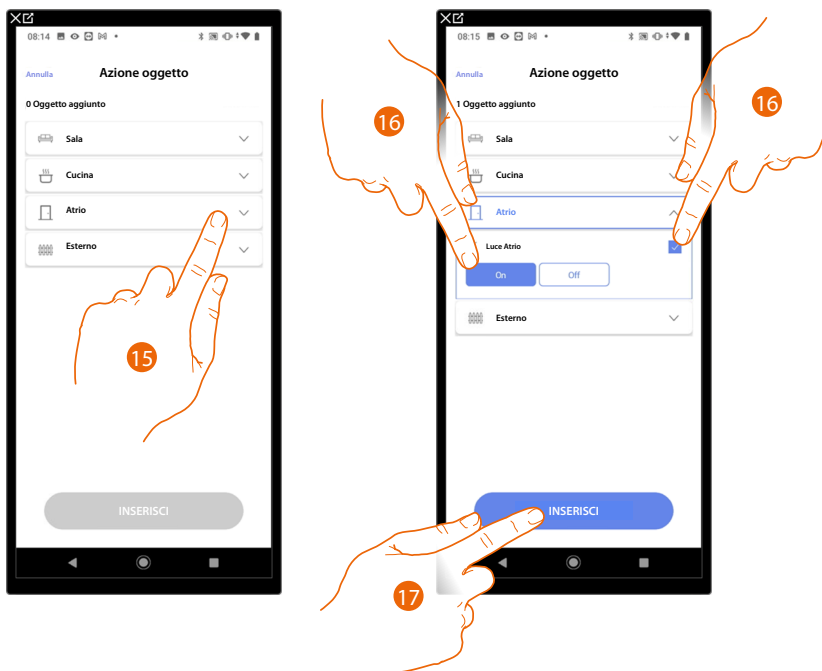 08:14
Annulla
Azione oggetto
0 Oggetto aggiunto
Sala
Cucina
Atrio
Esterno
15
INSERISCI
08:15
Annulla
Azione oggetto
1 Oggetto aggiunto
16
16
Sala
Cucina
Atrio
Luce Atrio
On
Off
Esterno
INSERISCI
17